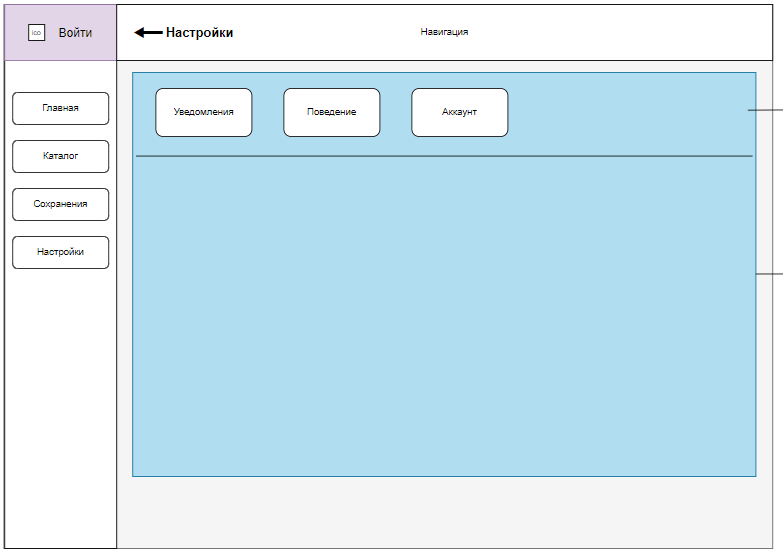 ico
Войти
Настройки
Навигация
Главная
Каталог
Сохранения
Настройки
Уведомления
Поведение
Аккаунт